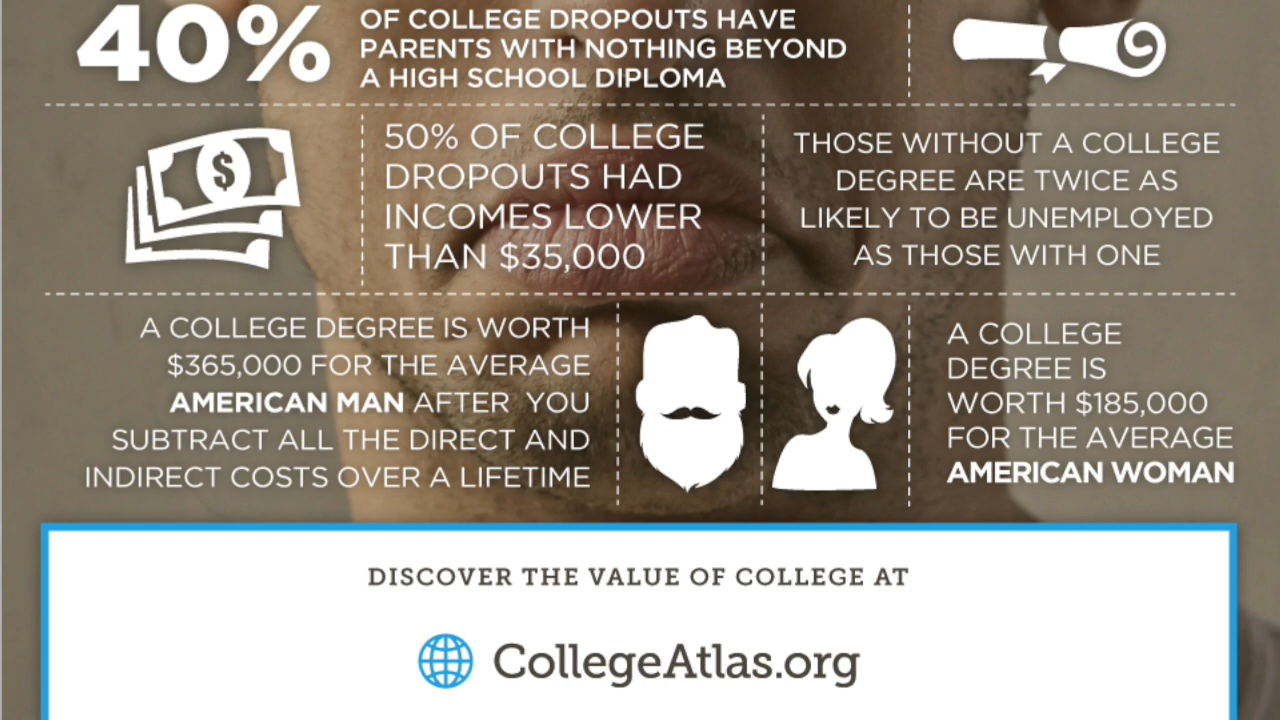 40%
OF COLLEGE DROPOUTS HAVE
PARENTS WITH NOTHING BEYOND
A HIGH SCHOOL DIPLOMA
$
50% OF COLLEGE
DROPOUTS HAD
INCOMES LOWER
THAN $35,000
THOSE WITHOUT A COLLEGE
DEGREE ARE TWICE AS
LIKELY TO BE UNEMPLOYED
AS THOSE WITH ONE
A COLLEGE DEGREE IS WORTH
$365,000 FOR THE AVERAGE
AMERICAN MAN AFTER YOU
SUBTRACT ALL THE DIRECT AND
INDIRECT COSTS OVER A LIFETIME
A COLLEGE
DEGREE IS
WORTH $185,000
FOR THE AVERAGE
AMERICAN WOMAN
DISCOVER THE VALUE OF COLLEGE AT
CollegeAtlas.org